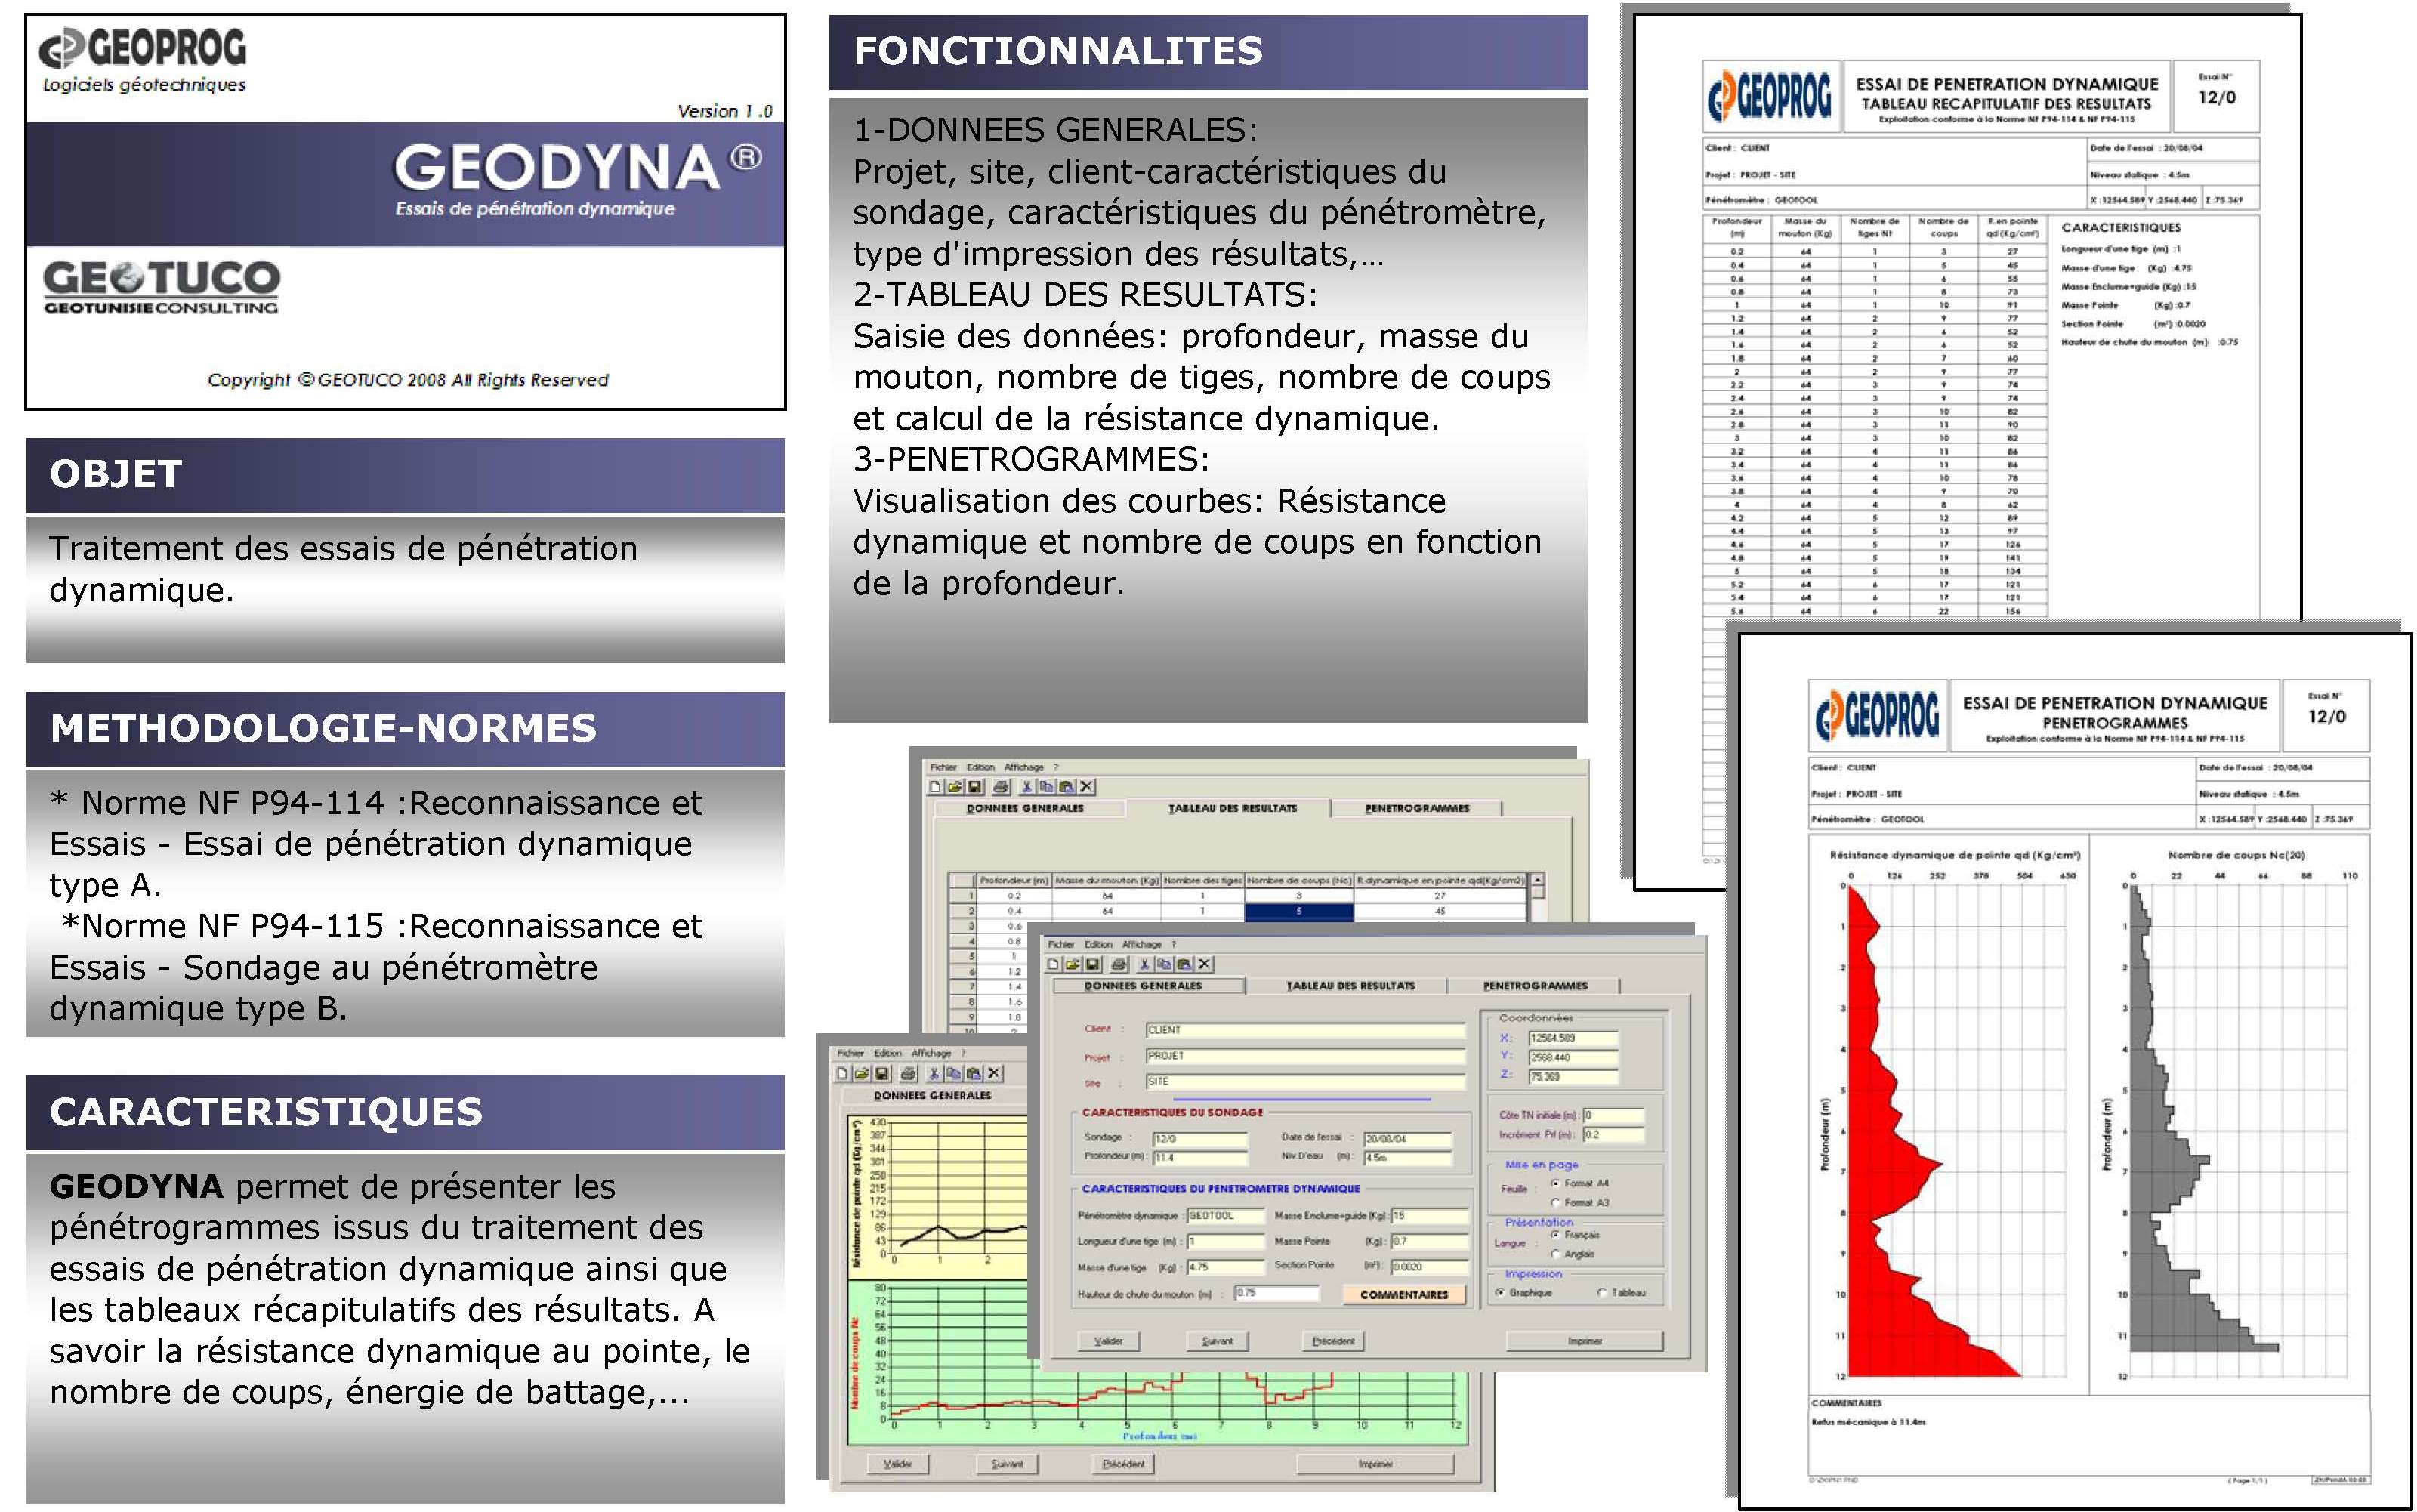 GEOPROG
Logiciels géotechniques
Version 1 .0
GEODYNA®
Essais de pénétration dynamique
GEOTUCO
GEOTUNISIE CONSULTING
Copyright © GEOTUCO 2008 All Rights Reserved
OBJET
Traitement des essais de pénétration
dynamique.
METHODOLOGIE-NORMES
* Norme NF P94-114 :Reconnaissance et
Essais - Essai de pénétration dynamique
type A.
*Norme NF P94-115 :Reconnaissance et
Essais - Sondage au pénétromètre
dynamique type B.
CARACTERISTIQUES
GEODYNA permet de présenter les
pénétrogrammes issus du traitement des
essais de pénétration dynamique ainsi que
les tableaux récapitulatifs des résultats. A
savoir la résistance dynamique au pointe, le
nombre de coups, énergie de battage,...
FONCTIONNALITES
1-DONNEES GENERALES:
Projet, site, client-caractéristiques du
sondage, caractéristiques du pénétromètre,
type d'impression des résultats,...
2-TABLEAU DES RESULTATS:
Saisie des données: profondeur, masse du
mouton, nombre de tiges, nombre de coups
et calcul de la résistance dynamique.
3-PENETROGRAMMES:
Visualisation des courbes: Résistance
dynamique et nombre de coups en fonction
de la profondeur.
Fichier Edition Affichage ?
DONNEES GENERALES TABLEAU DES RESULTATS PENETROGRAMMES
Profondeur (m) Masse du mouton (Kg) Nombre des tiges Nombre de coups (Nc) R.dynamique en pointe qd(Kg/cm2)
1 0.2 64 1 3 27
2 0.4 64 1 5 45
3 0.6
4 0.8
5 1
6 1.2
7 1.4
8 1.6
9 1.8
10 2
Fichier Edition Affichage ?
DONNEES GENERALES TABLEAU DES RESULTATS PENETROGRAMMES
Client : CLIENT
Projet : PROJET
Site : SITE
Coordonnées
X: 12564.589
Y: 2568.440
Z: 75.369
CARACTERISTIQUES DU SONDAGE
Sondage : 12/0 Date de l'essai : 20/08/04
Profondeur (m): 11.4 Niv.D'eau (m): 4.5m
Côte TN initiale (m): 0
Incrément Prf (m): 0.2
CARACTERISTIQUES DU PENETROMETRE DYNAMIQUE
Pénétromètre dynamique : GEOTOOL Masse Enclume+guide (Kg): 15
Longueur d'une tige (m) : 1 Masse Pointe (Kg): 0.7
Masse d'une tige (Kg) : 4.75 Section Pointe (m²): 0.0020
Hauteur de chute du mouton (m) : 0.75 COMMENTAIRES
Mise en page
Feuille : Format A4
Format A3
Présentation
Langue : Français
Anglais
Impression
Graphique Tableau
Valider Suivant Précédent Imprimer
Fichier Edition Affichage ?
DONNEES GENERALES
Résistance de pointe qd (Kg/cm²)
430
387
344
301
258
215
172
129
86
43
0
0 1 2
Nombre de coups Nc
80
72
64
56
48
40
32
24
16
8
0
0 1 2 3 4 5 6 7 8 9 10 11 12
Profondeur (m)
Valider Suivant Précédent Imprimer
GEOPROG
ESSAI DE PENETRATION DYNAMIQUE
TABLEAU RECAPITULATIF DES RESULTATS
Exploitation conforme à la Norme NF P94-114 & NF P94-115
Essai N°
12/0
Client : CLIENT Date de l'essai : 20/08/04
Projet : PROJET - SITE Niveau statique : 4.5m
Pénétromètre : GEOTOOL X :12564.589 Y :2568.440 Z :75.369
Profondeur Masse du Nombre de Nombre de R.en pointe
(m) mouton (Kg) tiges Nt coups qd (Kg/cm²)
0.2 64 1 3 27
0.4 64 1 5 45
0.6 64 1 6 55
0.8 64 1 8 73
1 64 1 10 91
1.2 64 2 9 77
1.4 64 2 6 52
1.6 64 2 6 52
1.8 64 2 7 60
2 64 2 9 77
2.2 64 3 9 74
2.4 64 3 9 74
2.6 64 3 10 82
2.8 64 3 11 90
3 64 3 10 82
3.2 64 4 11 86
3.4 64 4 11 86
3.6 64 4 10 78
3.8 64 4 9 70
4 64 4 8 62
4.2 64 5 12 89
4.4 64 5 13 97
4.6 64 5 17 126
4.8 64 5 19 141
5 64 5 18 134
5.2 64 6 17 121
5.4 64 6 17 121
5.6 64 6 22 156
CARACTERISTIQUES
Longueur d'une tige (m) :1
Masse d'une tige (Kg) :4.75
Masse Enclume+guide (Kg) :15
Masse Pointe (Kg) :0.7
Section Pointe (m²) :0.0020
Hauteur de chute du mouton (m) :0.75
GEOPROG
ESSAI DE PENETRATION DYNAMIQUE
PENETROGRAMMES
Exploitation conforme à la Norme NF P94-114 & NF P94-115
Essai N°
12/0
Client : CLIENT Date de l'essai : 20/08/04
Projet : PROJET - SITE Niveau statique : 4.5m
Pénétromètre : GEOTOOL X :12564.589 Y :2568.440 Z :75.369
Résistance dynamique de pointe qd (Kg/cm²)
0 126 252 378 504 630
0
1
2
3
4
5
6
7
8
9
10
11
12
Profondeur (m)
Nombre de coups Nc(20)
0 22 44 66 88 110
0
1
2
3
4
5
6
7
8
9
10
11
12
Profondeur (m)
COMMENTAIRES
Refus mécanique à 11.4m
( Page 1/1 )